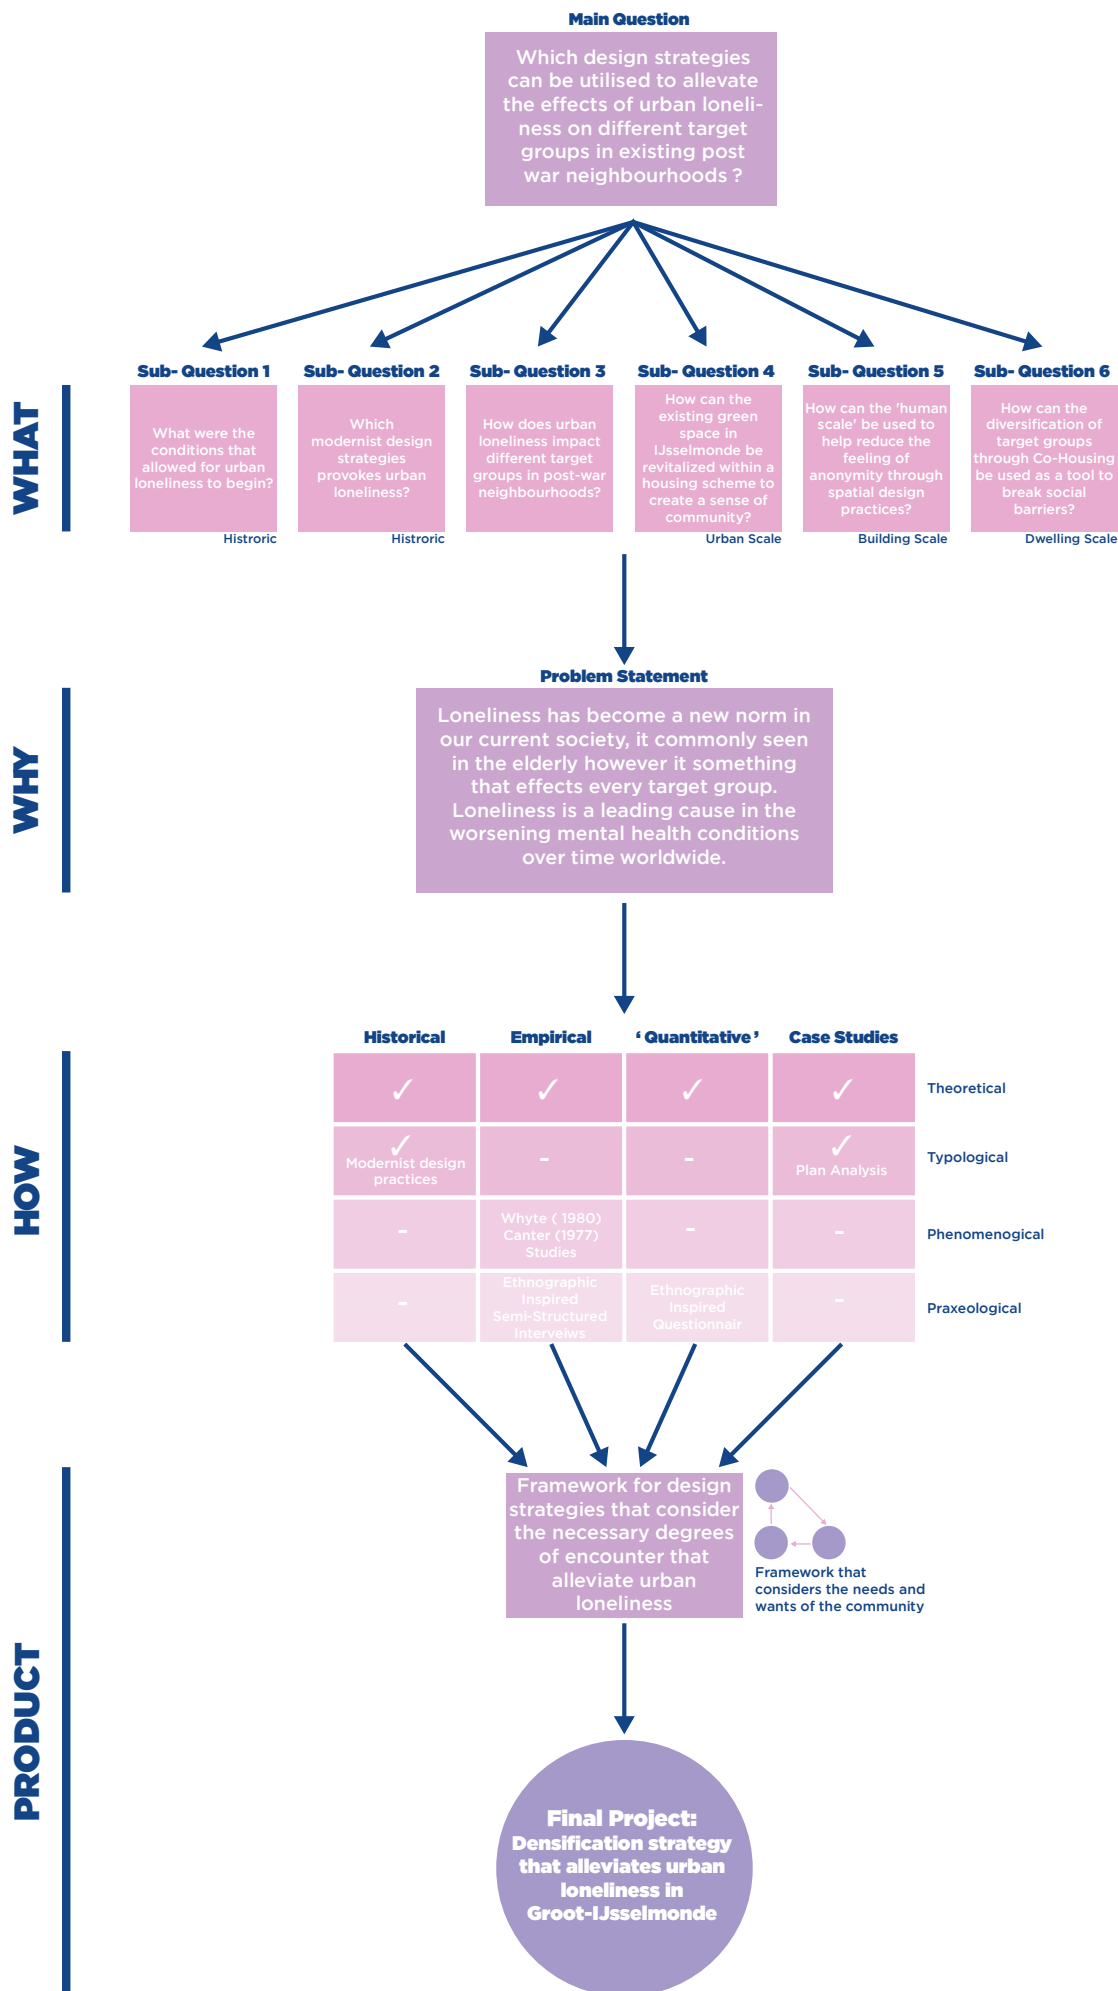 Main Question
Which design strategies
can be utilised to allevate
the effects of urban loneli-
ness on different target
groups in existing post
war neighbourhoods ?
WHAT
Sub- Question 1
What were the
conditions that
allowed for urban
loneliness to begin?
Histroric
Sub- Question 2
Which
modernist design
strategies
provokes urban
loneliness?
Histroric
Sub- Question 3
How does urban
loneliness impact
different target
groups in post-war
neighbourhoods?
Sub- Question 4
How can the
existing green
space in
IJsselmonde be
revitalized within a
housing scheme to
create a sense of
community?
Urban Scale
Sub- Question 5
How can the 'human
scale' be used to
help reduce the
feeling of
anonymity through
spatial design
practices?
Building Scale
Sub- Question 6
How can the
diversification of
target groups
through Co-Housing
be used as a tool to
break social
barriers?
Dwelling Scale
WHY
Problem Statement
Loneliness has become a new norm in
our current society, it commonly seen
in the elderly however it something
that effects every target group.
Loneliness is a leading cause in the
worsening mental health conditions
over time worldwide.
HOW
Historical
Empirical
‘ Quantitative ’
Case Studies
✓
✓
✓
✓
Theoretical
✓
Modernist design
practices
-
-
✓
Plan Analysis
Typological
-
Whyte ( 1980)
Canter (1977)
Studies
-
-
Phenomenogical
-
Ethnographic
Inspired
Semi-Structured
Interveiws
Ethnographic
Inspired
Questionnair
-
Praxeological
PRODUCT
Framework for design
strategies that consider
the necessary degrees
of encounter that
alleviate urban
loneliness
Framework that
considers the needs and
wants of the community
Final Project:
Densification strategy
that alleviates urban
loneliness in
Groot-IJsselmonde